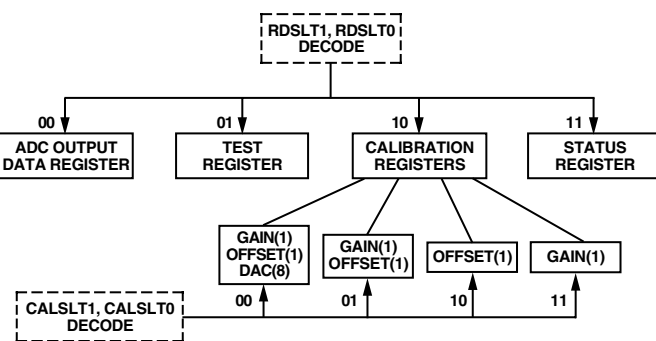 RDSLT1, RDSLT0
DECODE
00
01
10
11
ADC OUTPUT
DATA REGISTER
TEST
REGISTER
CALIBRATION
REGISTERS
STATUS
REGISTER
GAIN(1)
OFFSET(1)
DAC(8)
GAIN(1)
OFFSET(1)
OFFSET(1)
GAIN(1)
CALSLT1, CALSLT0
DECODE
00
01
10
11